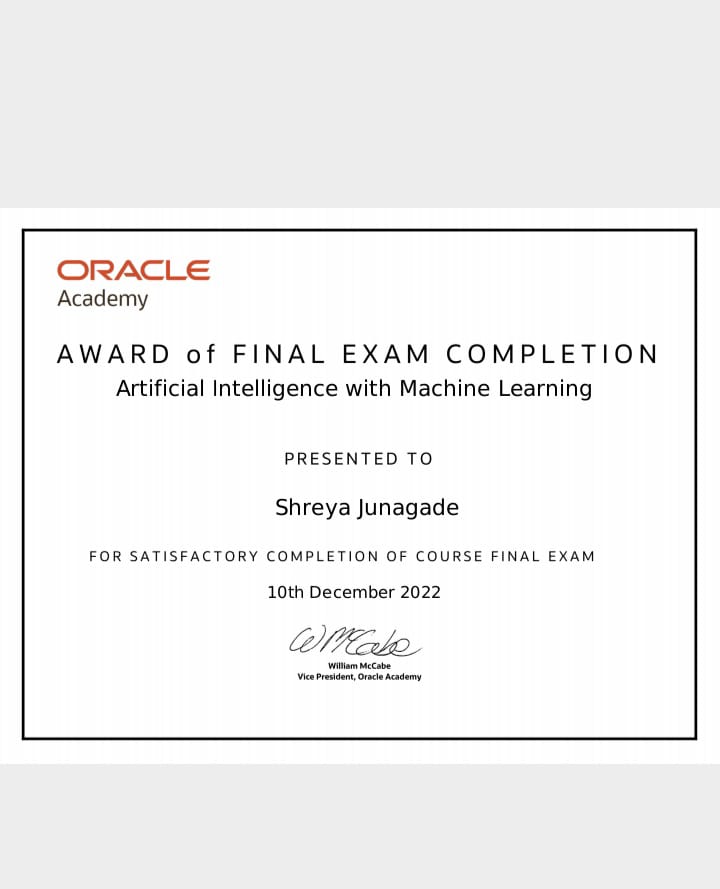 ORACLE
Academy
AWARD of FINAL EXAM COMPLETION
Artificial Intelligence with Machine Learning
PRESENTED TO
Shreya Junagade
FOR SATISFACTORY COMPLETION OF COURSE FINAL EXAM
10th December 2022
WMcCabe
William McCabe
Vice President, Oracle Academy